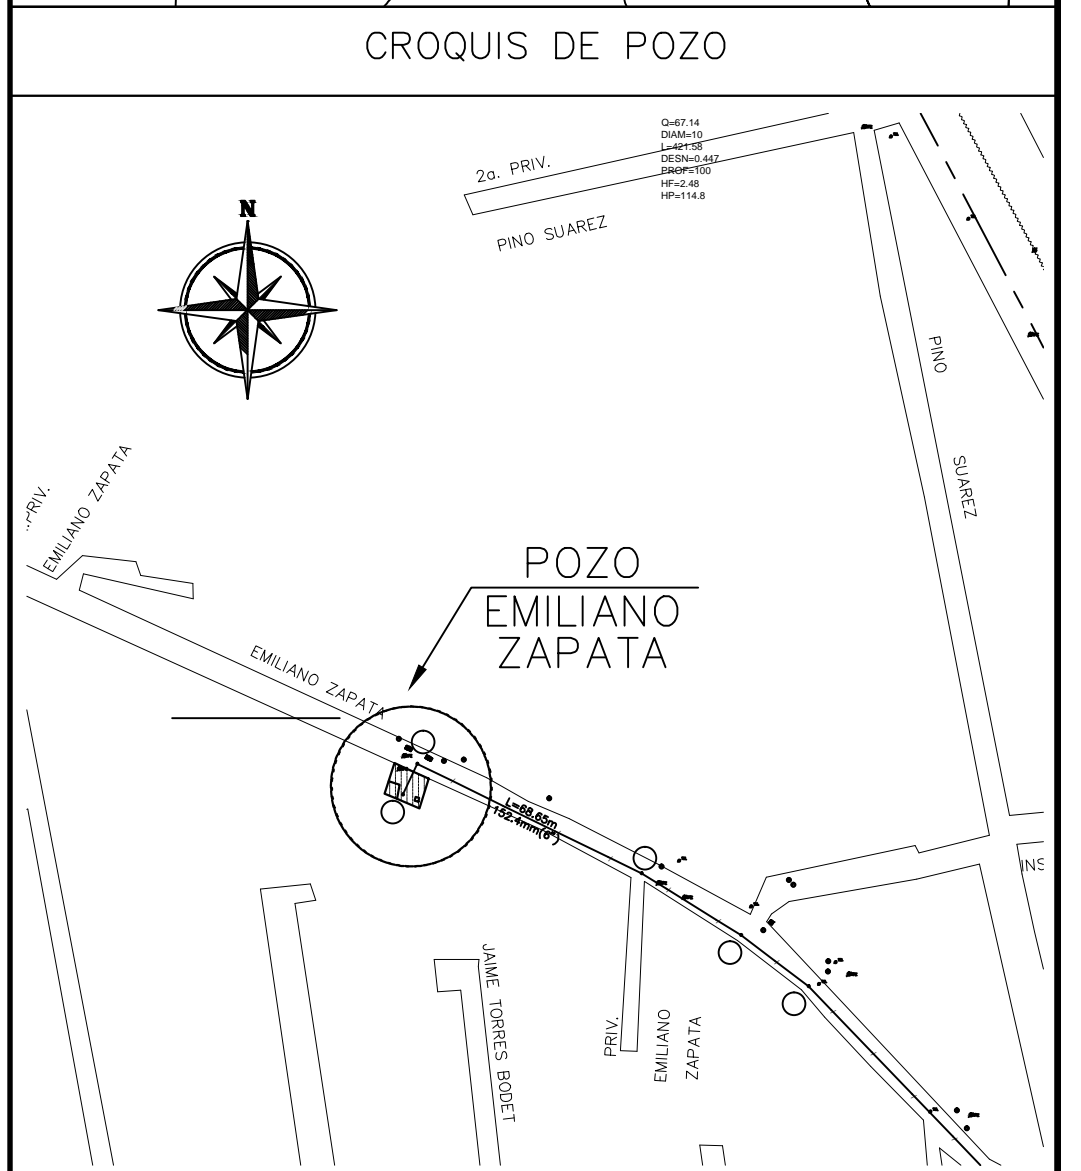 CROQUIS DE POZO
Q=67.14
DIAM=10
L=421.58
DESN=0.447
PROF=100
HF=2.48
HP=114.8
2a. PRIV.
PINO SUAREZ
N
PINO
SUAREZ
PRIV.
EMILIANO ZAPATA
POZO
EMILIANO
ZAPATA
EMILIANO ZAPATA
L=68.65m
152.4mm(6")
INS
JAIME TORRES BODET
PRIV.
EMILIANO
ZAPATA